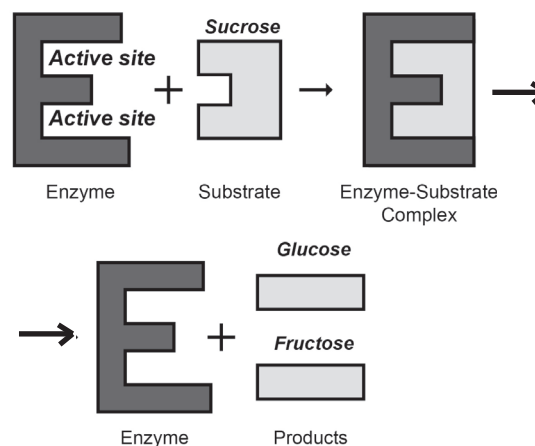 Sucrose
Active site
Active site
Enzyme
Substrate
Enzyme-Substrate
Complex
Glucose
Fructose
Enzyme
Products